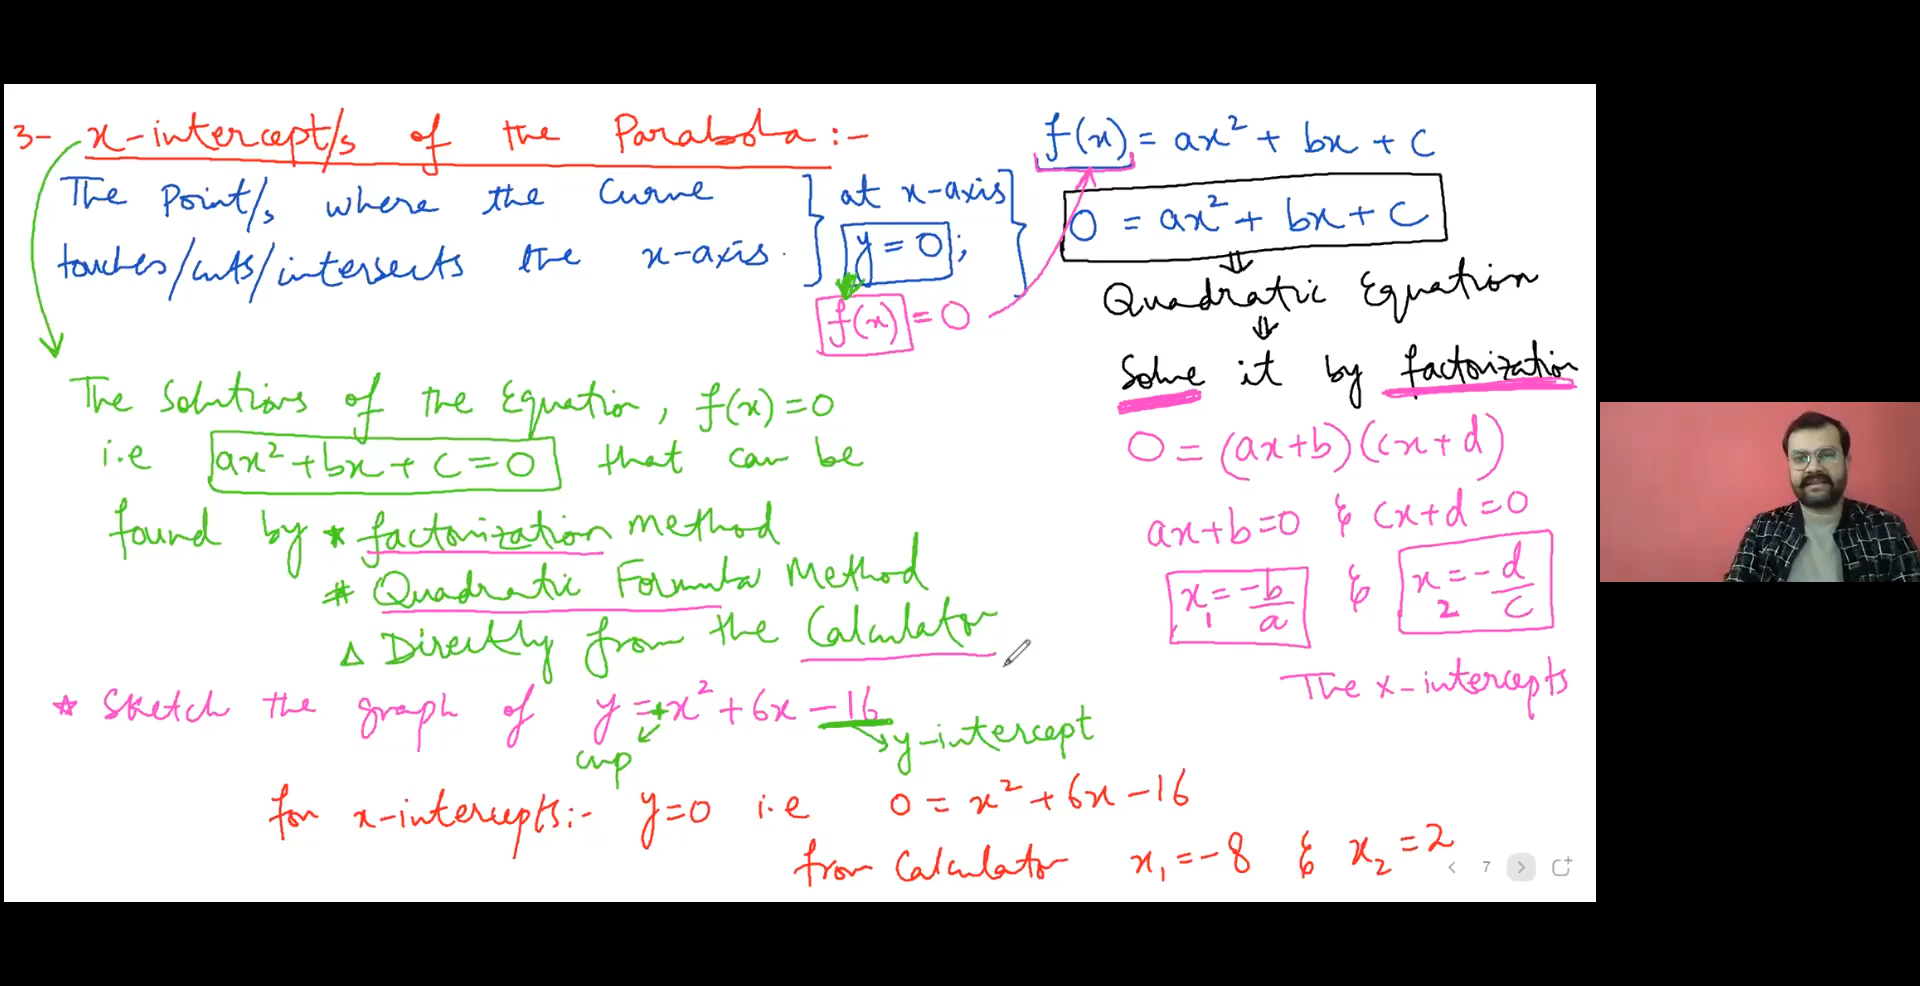 3- x-intercept/s of the Parabola :-
The Point/s where the Curve
touches/cuts/intersects the x-axis.
at x-axis
y = 0;
f(x) = 0
The Solutions of the Equation, f(x) = 0
i.e ax² + bx + c = 0 that can be
found by * factorization method
* Quadratic Formula Method
Δ Directly from the Calculator
* Sketch the graph of y = +x² + 6x - 16
cup
y-intercept
for x-intercepts:- y = 0 i.e 0 = x² + 6x - 16
from Calculator x₁ = -8 & x₂ = 2
f(x) = ax² + bx + c
0 = ax² + bx + c
⇓
Quadratic Equation
⇓
Solve it by factorization
0 = (ax+b)(cx+d)
ax+b=0 & cx+d=0
x₁ = -b/a & x₂ = -d/c
The x-intercepts
< 7 >